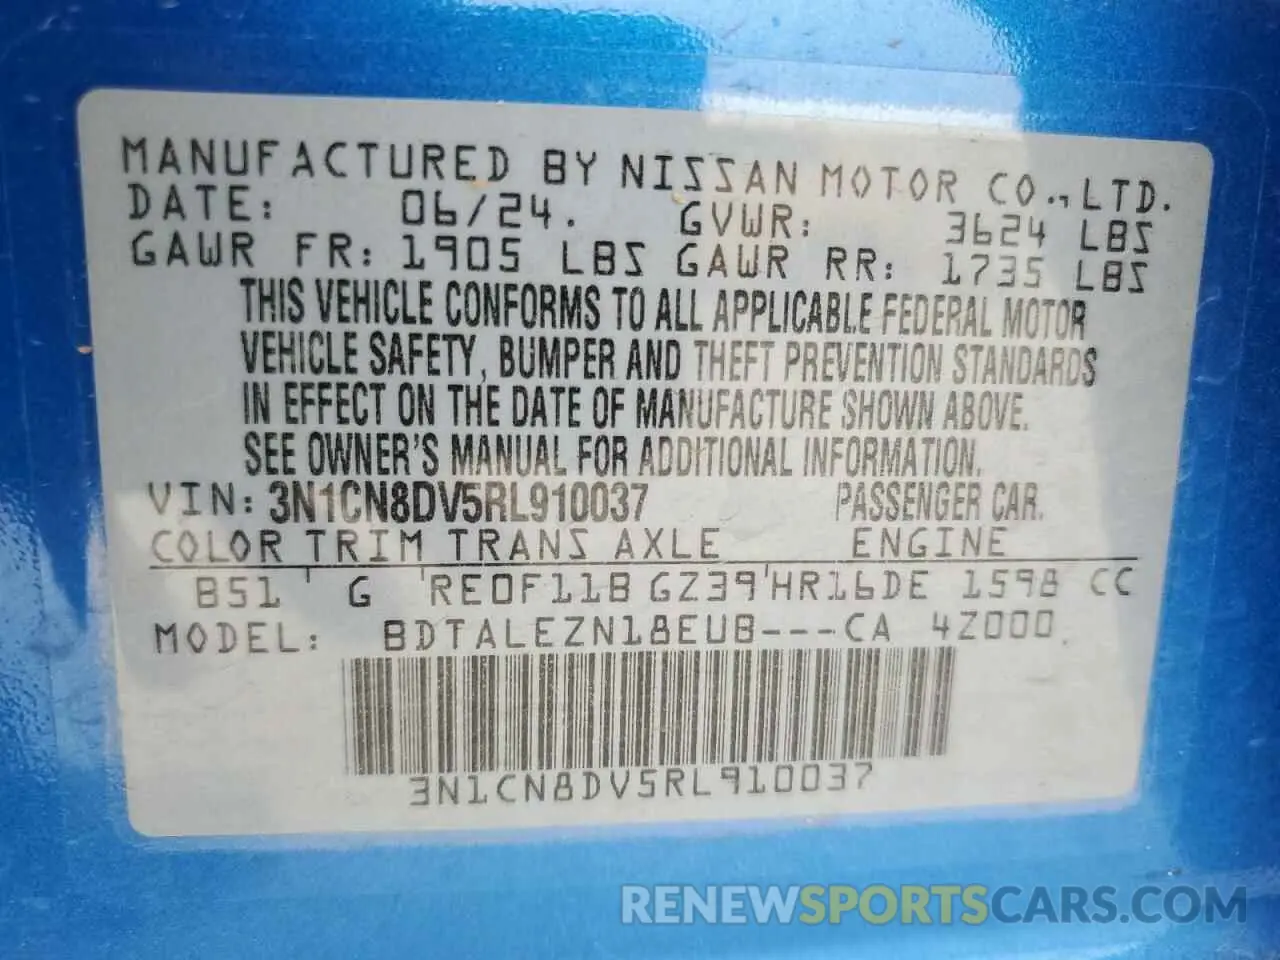 MANUFACTURED BY NISSAN MOTOR CO., LTD.
DATE: 06/24. GVWR: 3624 LBS
GAWR FR: 1905 LBS GAWR RR: 1735 LBS
THIS VEHICLE CONFORMS TO ALL APPLICABLE FEDERAL MOTOR
VEHICLE SAFETY, BUMPER AND THEFT PREVENTION STANDARDS
IN EFFECT ON THE DATE OF MANUFACTURE SHOWN ABOVE.
SEE OWNER'S MANUAL FOR ADDITIONAL INFORMATION.
VIN: 3N1CN8DV5RL910037 PASSENGER CAR.
COLOR TRIM TRANS AXLE ENGINE
B51 G RE0F11B GZ39 HR16DE 1598 CC
MODEL: BDTALEZN18EUB---CA 4Z000
3N1CN8DV5RL910037
RENEWSPORTSCARS.COM